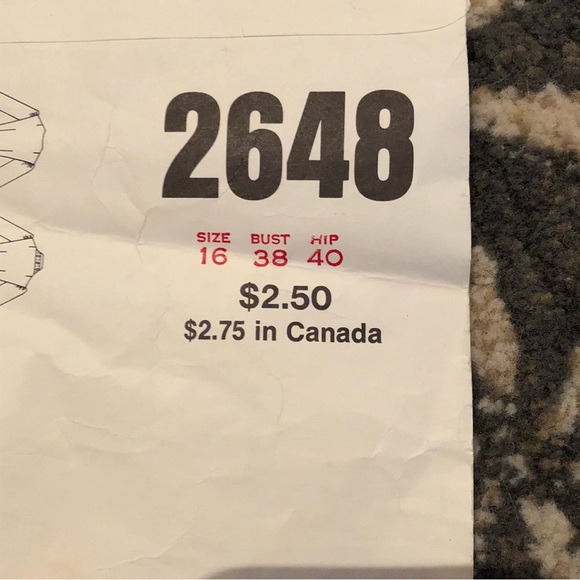 2648
SIZE BUST HIP
16 38 40
$2.50
$2.75 in Canada